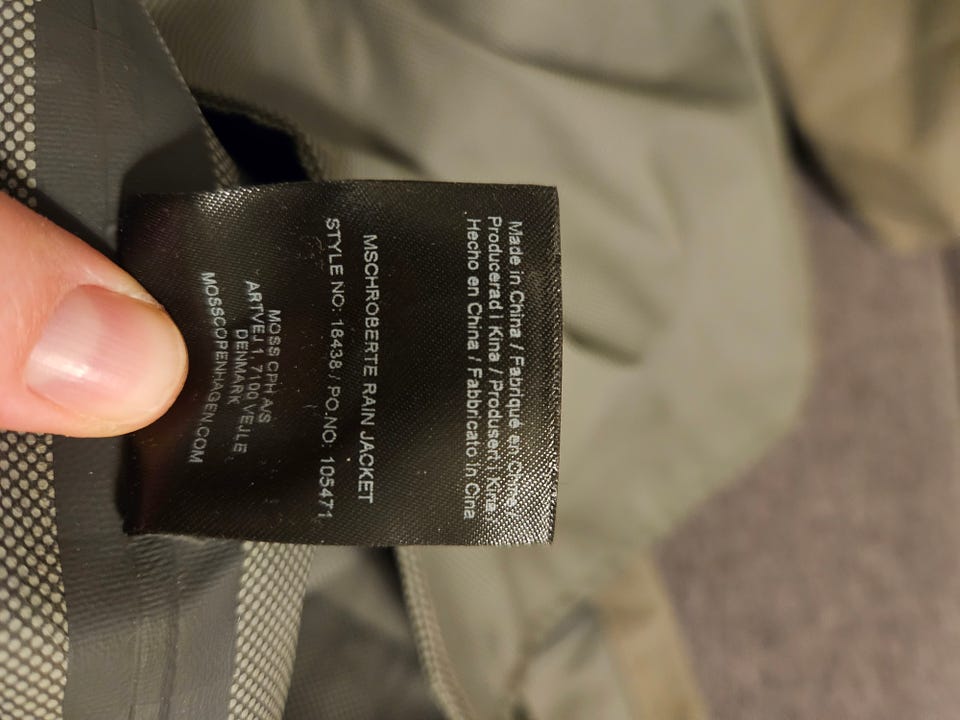 Made in China / Fabriqué en Chine
Producerad i Kina / Produsert i Kina
Hecho en China / Fabbricato in Cina
MSCHROBERTE RAIN JACKET
STYLE NO: 18438 / PO.NO: 105471
MOSS CPH A/S
ARTVEJ 1, 7100 VEJLE
DENMARK
MOSSCOPENHAGEN.COM